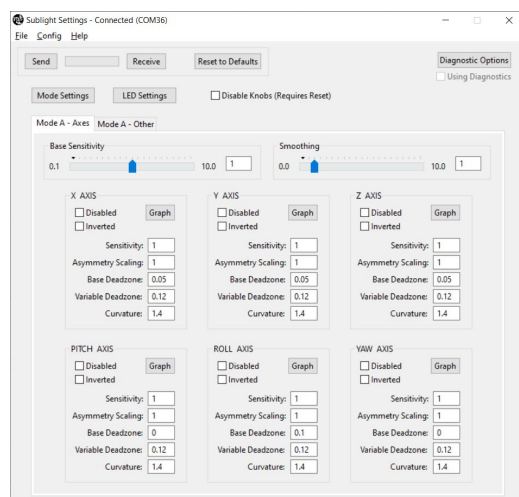 Sublight Settings - Connected (COM36)
File Config Help
Send Receive Reset to Defaults Diagnostic Options
Using Diagnostics
Mode Settings LED Settings Disable Knobs (Requires Reset)
Mode A - Axes Mode A - Other
Base Sensitivity Smoothing
0.1 10.0 1 0.0 10.0 1
X AXIS Y AXIS Z AXIS
Disabled Graph Disabled Graph Disabled Graph
Inverted Inverted Inverted
Sensitivity: 1 Sensitivity: 1 Sensitivity: 1
Asymmetry Scaling: 1 Asymmetry Scaling: 1 Asymmetry Scaling: 1
Base Deadzone: 0.05 Base Deadzone: 0.05 Base Deadzone: 0.05
Variable Deadzone: 0.12 Variable Deadzone: 0.12 Variable Deadzone: 0.12
Curvature: 1.4 Curvature: 1.4 Curvature: 1.4
PITCH AXIS ROLL AXIS YAW AXIS
Disabled Graph Disabled Graph Disabled Graph
Inverted Inverted Inverted
Sensitivity: 1 Sensitivity: 1 Sensitivity: 1
Asymmetry Scaling: 1 Asymmetry Scaling: 1 Asymmetry Scaling: 1
Base Deadzone: 0 Base Deadzone: 0.1 Base Deadzone: 0
Variable Deadzone: 0.12 Variable Deadzone: 0.12 Variable Deadzone: 0.12
Curvature: 1.4 Curvature: 1.4 Curvature: 1.4